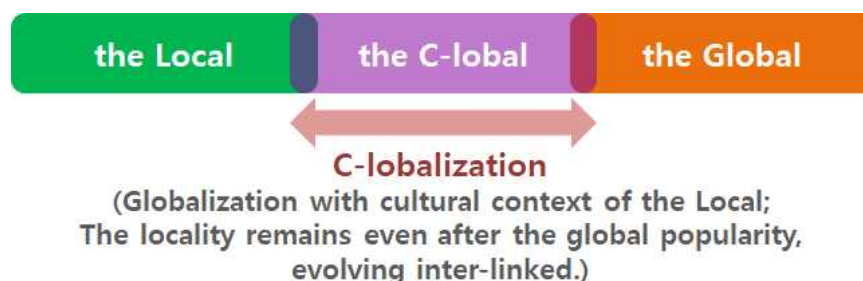 the Local the C-lobal the Global
C-lobalization
(Globalization with cultural context of the Local;
The locality remains even after the global popularity,
evolving inter-linked.)